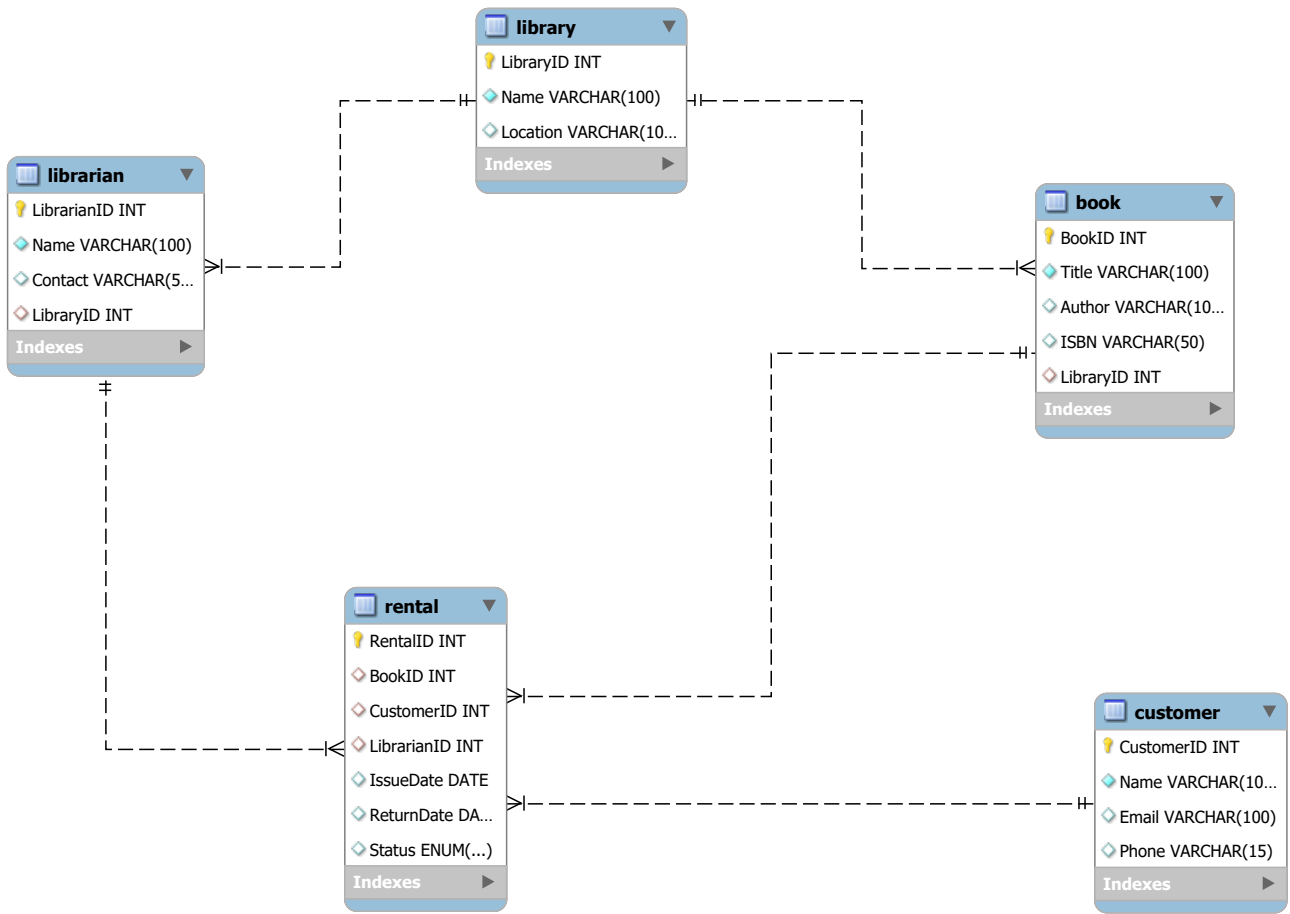 library
LibraryID INT
Name VARCHAR(100)
Location VARCHAR(10...
Indexes
librarian
LibrarianID INT
Name VARCHAR(100)
Contact VARCHAR(5...
LibraryID INT
Indexes
book
BookID INT
Title VARCHAR(100)
Author VARCHAR(10...
ISBN VARCHAR(50)
LibraryID INT
Indexes
rental
RentalID INT
BookID INT
CustomerID INT
LibrarianID INT
IssueDate DATE
ReturnDate DA...
Status ENUM(...)
Indexes
customer
CustomerID INT
Name VARCHAR(10...
Email VARCHAR(100)
Phone VARCHAR(15)
Indexes